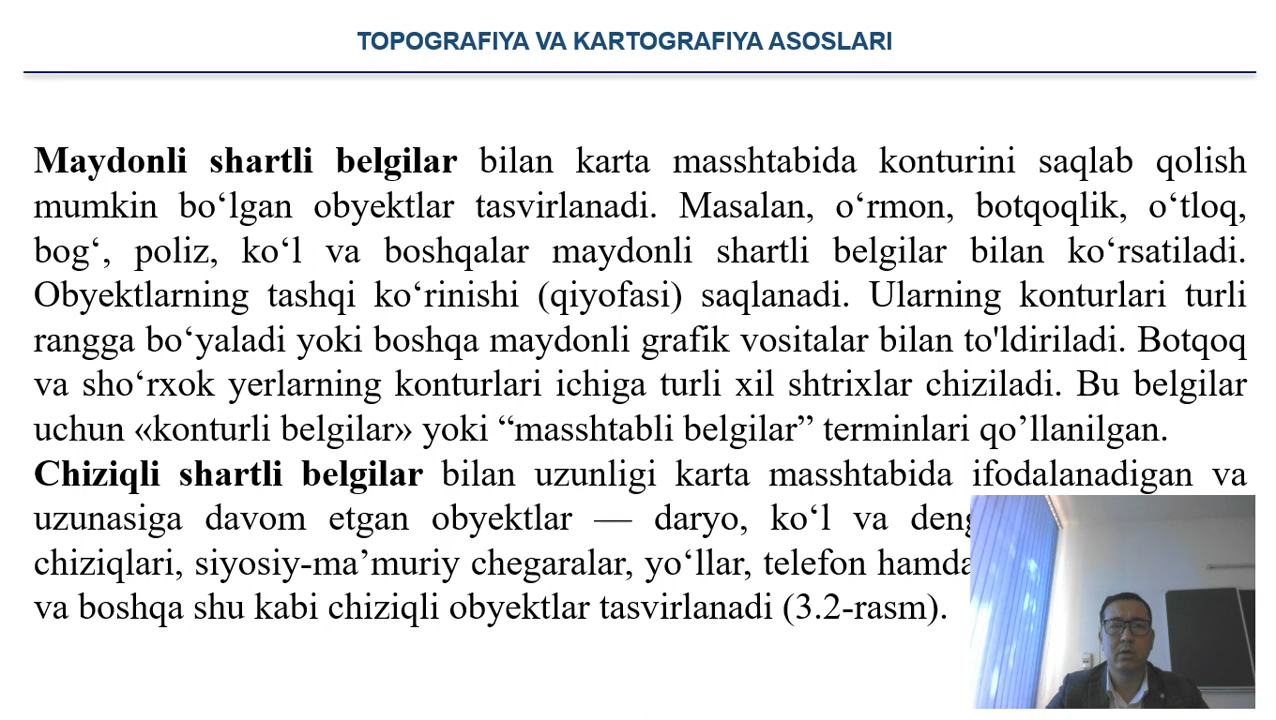 TOPOGRAFIYA VA KARTOGRAFIYA ASOSLARI
Maydonli shartli belgilar bilan karta masshtabida konturini saqlab qolish
mumkin bo‘lgan obyektlar tasvirlanadi. Masalan, o‘rmon, botqoqlik, o‘tloq,
bog‘, poliz, ko‘l va boshqalar maydonli shartli belgilar bilan ko‘rsatiladi.
Obyektlarning tashqi ko‘rinishi (qiyofasi) saqlanadi. Ularning konturlari turli
rangga bo‘yaladi yoki boshqa maydonli grafik vositalar bilan to'ldiriladi. Botqoq
va sho‘rxok yerlarning konturlari ichiga turli xil shtrixlar chiziladi. Bu belgilar
uchun «konturli belgilar» yoki “masshtabli belgilar” terminlari qo’llanilgan.
Chiziqli shartli belgilar bilan uzunligi karta masshtabida ifodalanadigan va
uzunasiga davom etgan obyektlar — daryo, ko‘l va
chiziqlari, siyosiy-ma’muriy chegaralar, yo‘llar, telefon hamda
va boshqa shu kabi chiziqli obyektlar tasvirlanadi (3.2-rasm).